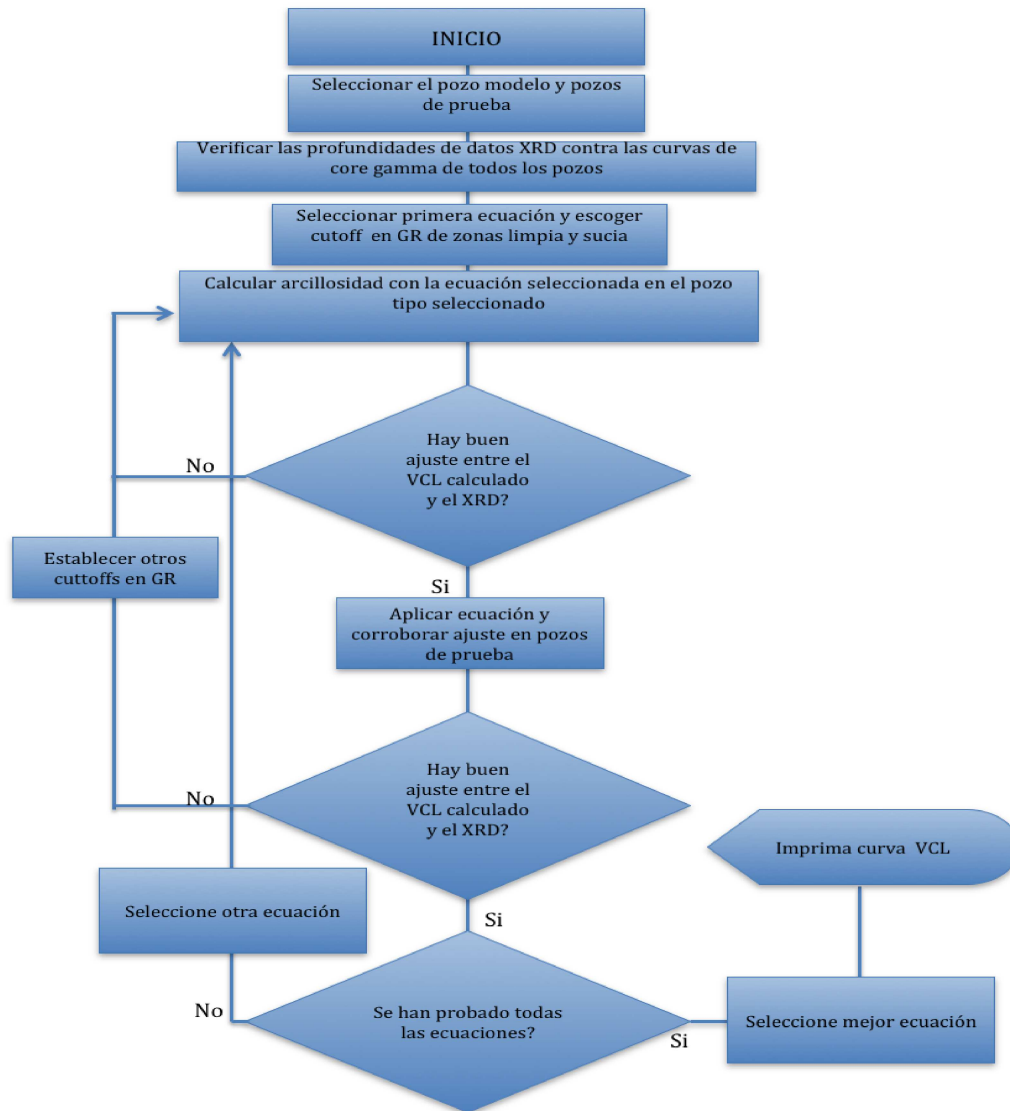 INICIO
Seleccionar el pozo modelo y pozos
de prueba
Verificar las profundidades de datos XRD contra las curvas de
core gamma de todos los pozos
Seleccionar primera ecuación y escoger
cutoff en GR de zonas limpia y sucia
Calcular arcillosidad con la ecuación seleccionada en el pozo
tipo seleccionado
Hay buen
ajuste entre el
VCL calculado
y el XRD?
No
Establecer otros
cuttoffs en GR
Si
Aplicar ecuación y
corroborar ajuste en pozos
de prueba
Hay buen
ajuste entre el
VCL calculado
y el XRD?
No
Imprima curva VCL
Seleccione otra ecuación
Si
Se han probado todas
las ecuaciones?
No
Si
Seleccione mejor ecuación